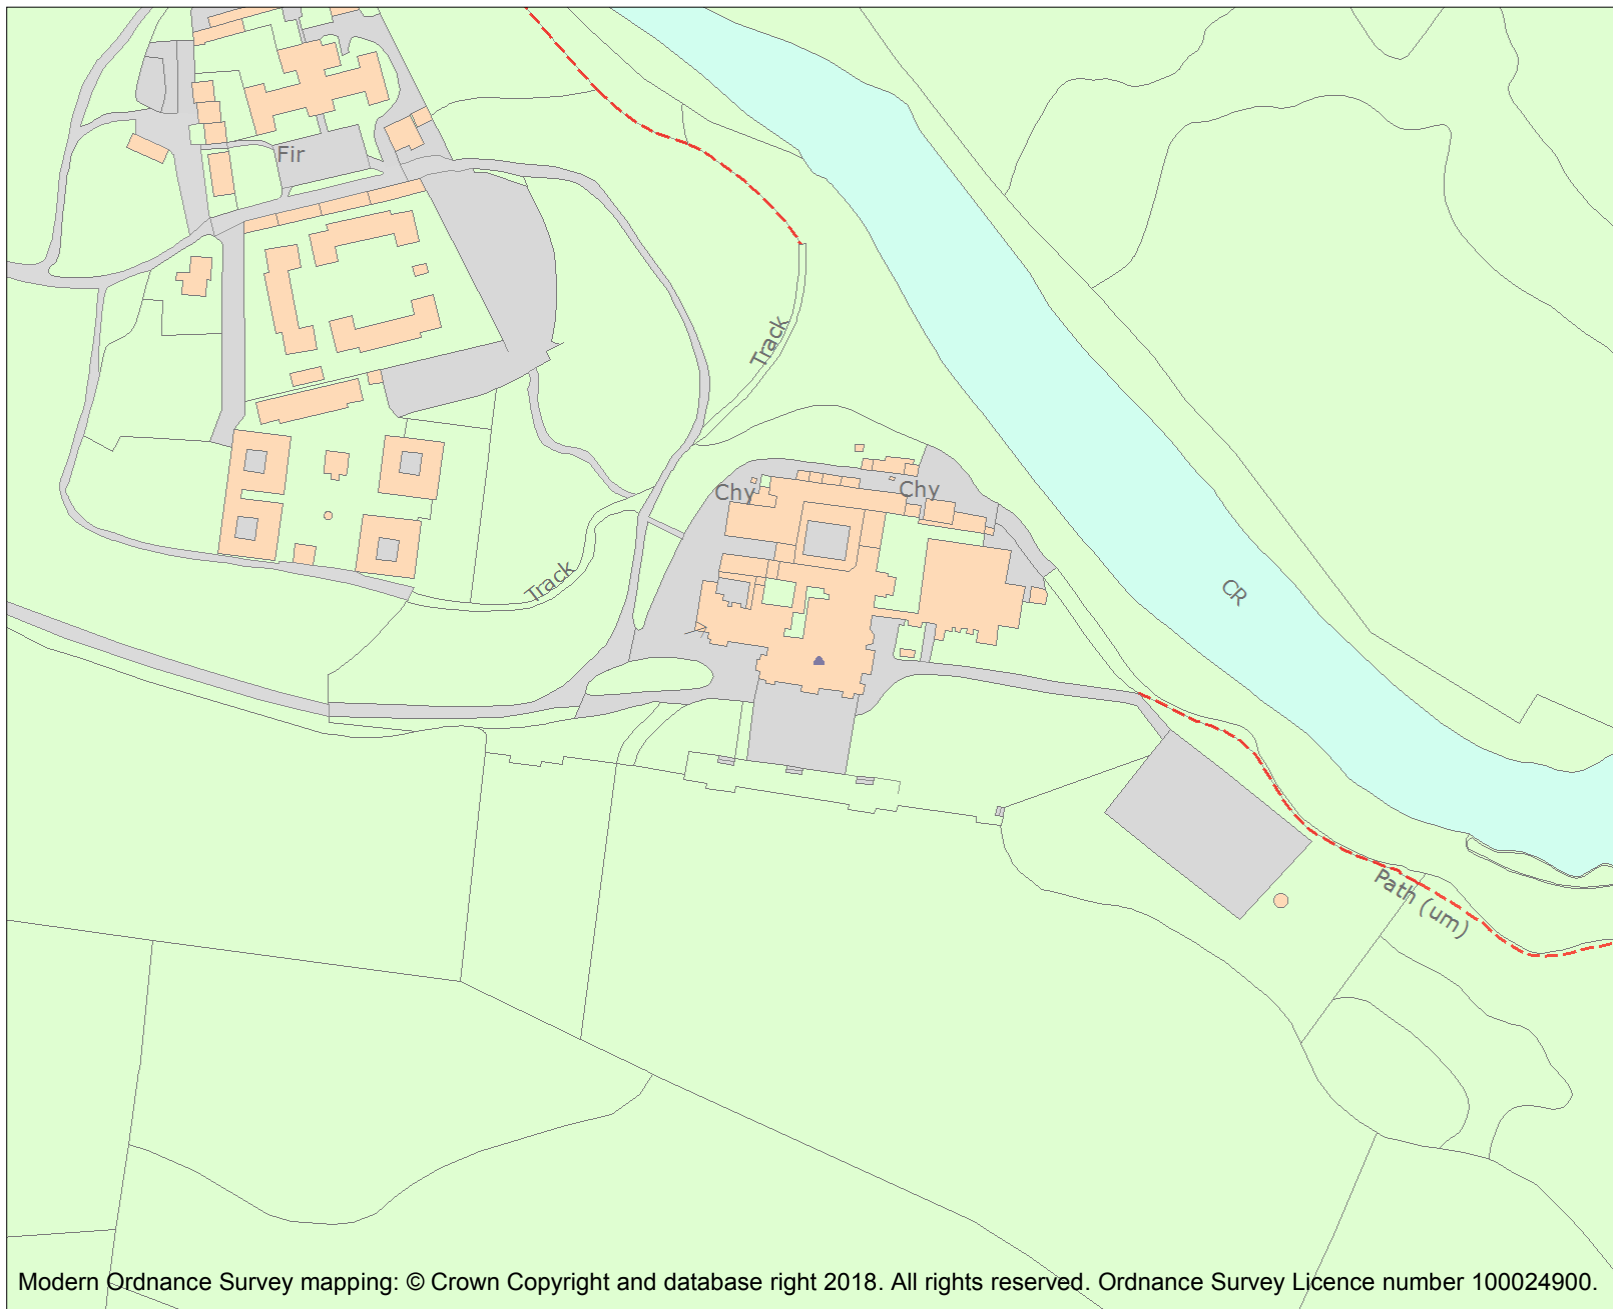 Fir
Track
Chy
Chy
CR
Track
Path (um)
Modern Ordnance Survey mapping: © Crown Copyright and database right 2018. All rights reserved. Ordnance Survey Licence number 100024900.